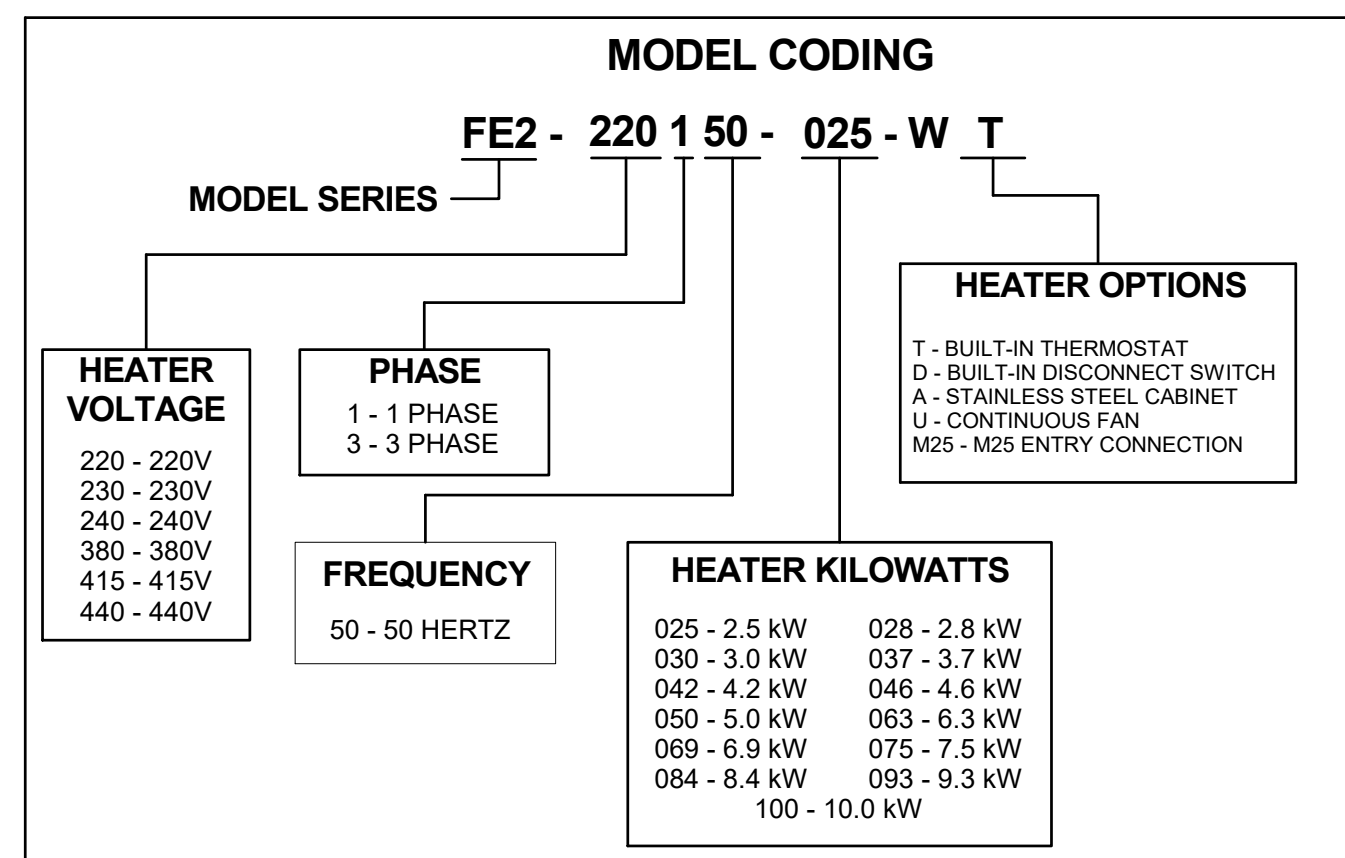 MODEL CODING
FE2 - 220 1 50 - 025 - W T
MODEL SERIES
HEATER OPTIONS
T - BUILT-IN THERMOSTAT
D - BUILT-IN DISCONNECT SWITCH
A - STAINLESS STEEL CABINET
U - CONTINUOUS FAN
M25 - M25 ENTRY CONNECTION
HEATER
VOLTAGE
220 - 220V
230 - 230V
240 - 240V
380 - 380V
415 - 415V
440 - 440V
PHASE
1 - 1 PHASE
3 - 3 PHASE
FREQUENCY
50 - 50 HERTZ
HEATER KILOWATTS
025 - 2.5 kW 028 - 2.8 kW
030 - 3.0 kW 037 - 3.7 kW
042 - 4.2 kW 046 - 4.6 kW
050 - 5.0 kW 063 - 6.3 kW
069 - 6.9 kW 075 - 7.5 kW
084 - 8.4 kW 093 - 9.3 kW
100 - 10.0 kW